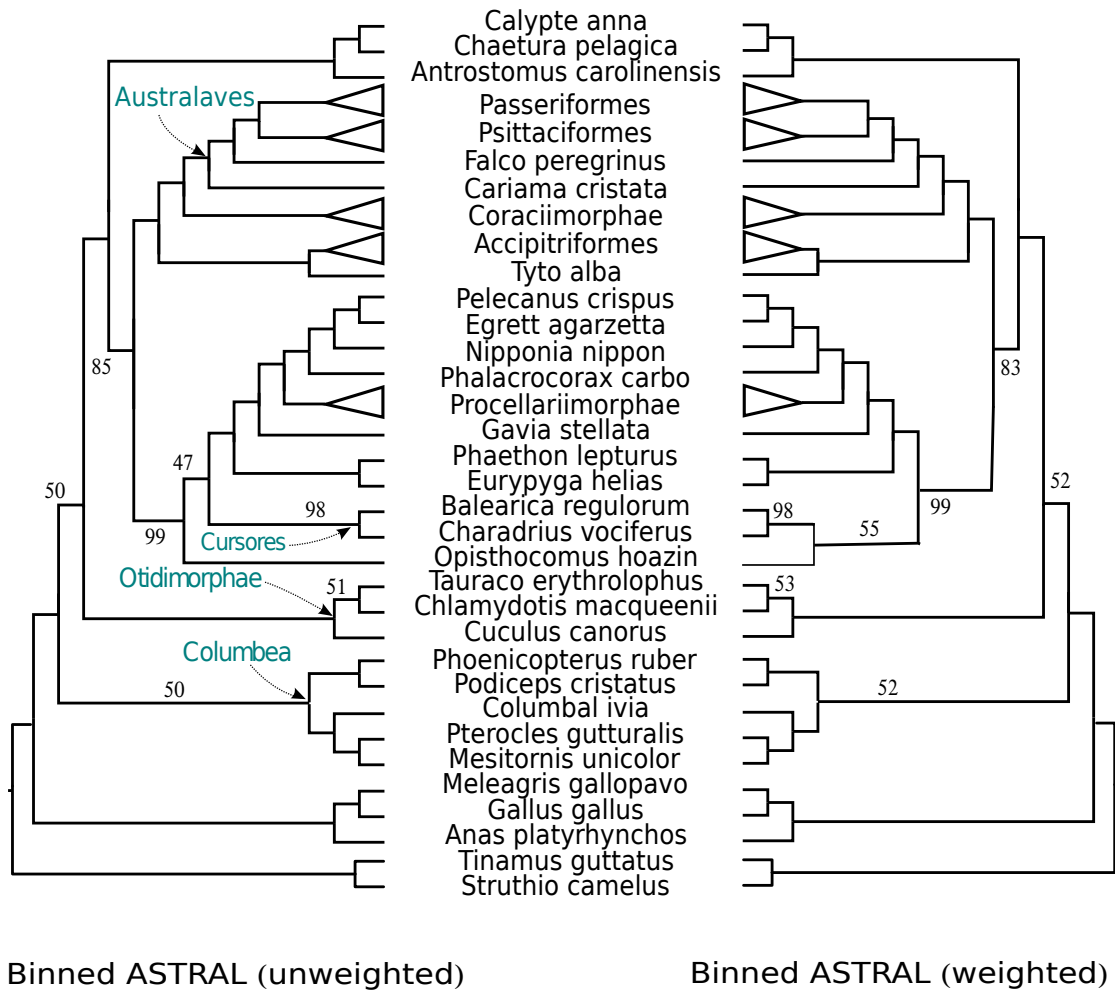 Calypte anna
Chaetura pelagica
Antrostomus carolinensis
Australaves
Passeriformes
Psittaciformes
Falco peregrinus
Cariama cristata
Coraciimorphae
Accipitriformes
Tyto alba
Pelecanus crispus
Egrett agarzetta
Nipponia nippon
85
83
Phalacrocorax carbo
Procellariimorphae
Gavia stellata
47
Phaethon lepturus
Eurypyga helias
50
52
98
Balearica regulorum
98
99
99
Cursores
Charadrius vociferus
55
Opisthocomus hoazin
Otidimorphae
51
Tauraco erythrolophus
53
Chlamydotis macqueenii
Cuculus canorus
Columbea
Phoenicopterus ruber
50
Podiceps cristatus
52
Columbal ivia
Pterocles gutturalis
Mesitornis unicolor
Meleagris gallopavo
Gallus gallus
Anas platyrhynchos
Tinamus guttatus
Struthio camelus
Binned ASTRAL (unweighted)
Binned ASTRAL (weighted)